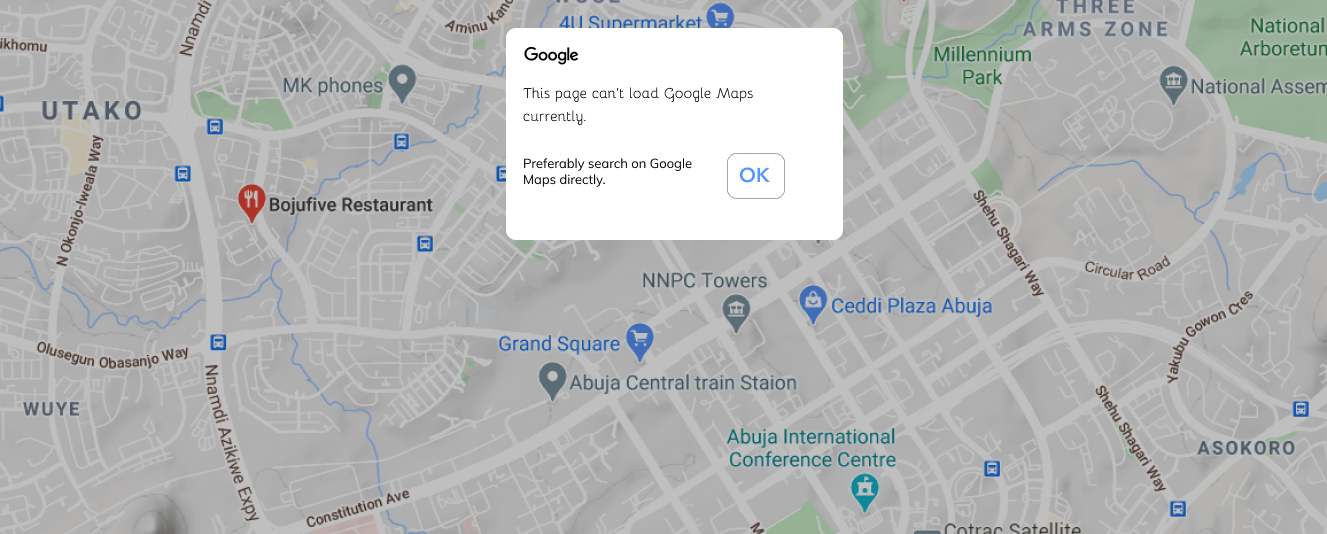 THREE
ARMS ZONE
4U Supermarket
Aminu Kano
ikhomu
Nnamdi
National
Arboretum
Google
Millennium
Park
This page can't load Google Maps
currently.
MK phones
National Assem
UTAKO
Preferably search on Google
Maps directly.
OK
N Okonjo-Iweala Way
Bojufive Restaurant
Shehu Shagari Way
Circular Road
NNPC Towers
Ceddi Plaza Abuja
Yakubu Gowon Cres
Grand Square
Olusegun Obasanjo Way
Abuja Central train Staion
Nnamdi Azikiwe Expy
WUYE
Shehu Shagari Way
Abuja International
Conference Centre
ASOKORO
Constitution Ave
Cotrac Satellite